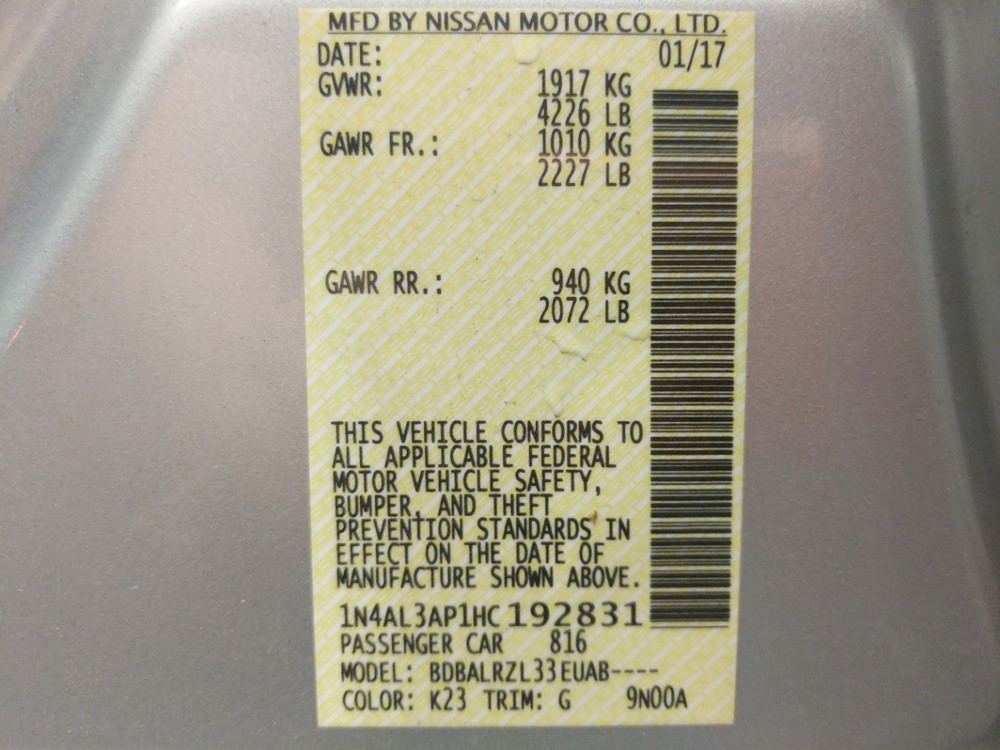 MFD BY NISSAN MOTOR CO., LTD.
DATE: 01/17
GVWR: 1917 KG
4226 LB
GAWR FR.: 1010 KG
2227 LB
GAWR RR.: 940 KG
2072 LB
THIS VEHICLE CONFORMS TO
ALL APPLICABLE FEDERAL
MOTOR VEHICLE SAFETY,
BUMPER, AND THEFT
PREVENTION STANDARDS IN
EFFECT ON THE DATE OF
MANUFACTURE SHOWN ABOVE.
1N4AL3AP1HC192831
PASSENGER CAR 816
MODEL: BDBALRZL33EUAB----
COLOR: K23 TRIM: G 9N00A